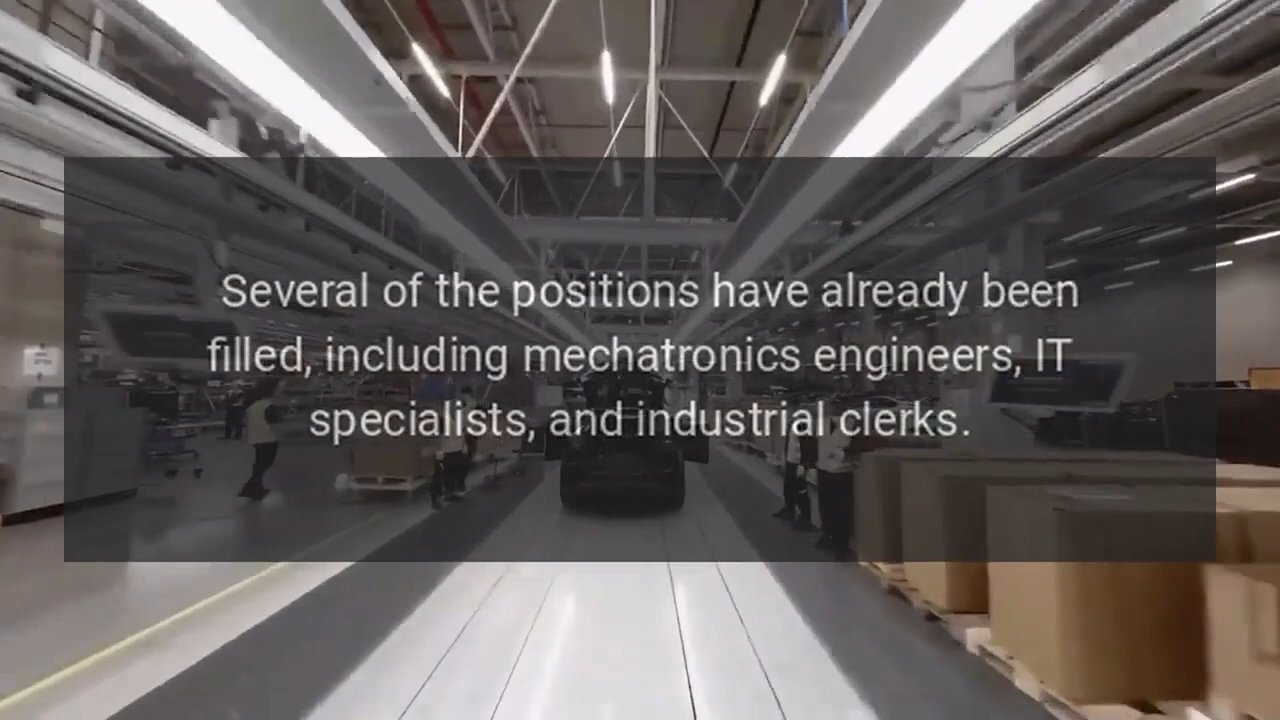 Several of the positions have already been
filled, including mechatronics engineers, IT
specialists, and industrial clerks.